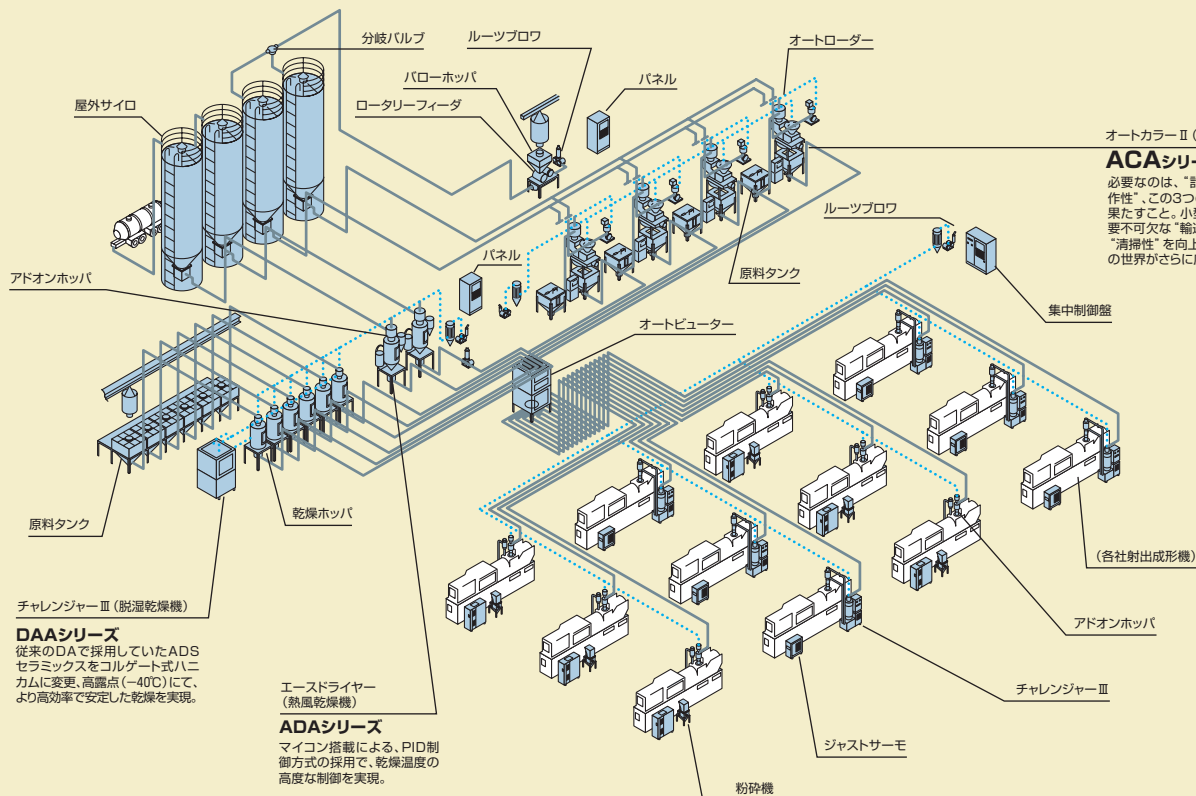 分岐バルブ
ルーツブロワ
オートローダー
バローホッパ
パネル
屋外サイロ
ロータリーフィーダ
オートカラーⅡ（
ACAシリー
必要なのは、“
作性”、この3つ
果たすこと。小
要不可欠な“輸
“清掃性”を向上
の世界がさらに
ルーツブロワ
パネル
原料タンク
アドオンホッパ
集中制御盤
オートビューター
原料タンク
乾燥ホッパ
（各社射出成形機）
チャレンジャーⅢ（脱湿乾燥機）
DAAシリーズ
従来のDAで採用していたADS
セラミックスをコルゲート式ハニ
カムに変更、高露点（−40℃）にて、
より高効率で安定した乾燥を実現。
アドオンホッパ
エースドライヤー
（熱風乾燥機）
ADAシリーズ
マイコン搭載による、PID制
御方式の採用で、乾燥温度の
高度な制御を実現。
チャレンジャーⅢ
ジャストサーモ
粉砕機